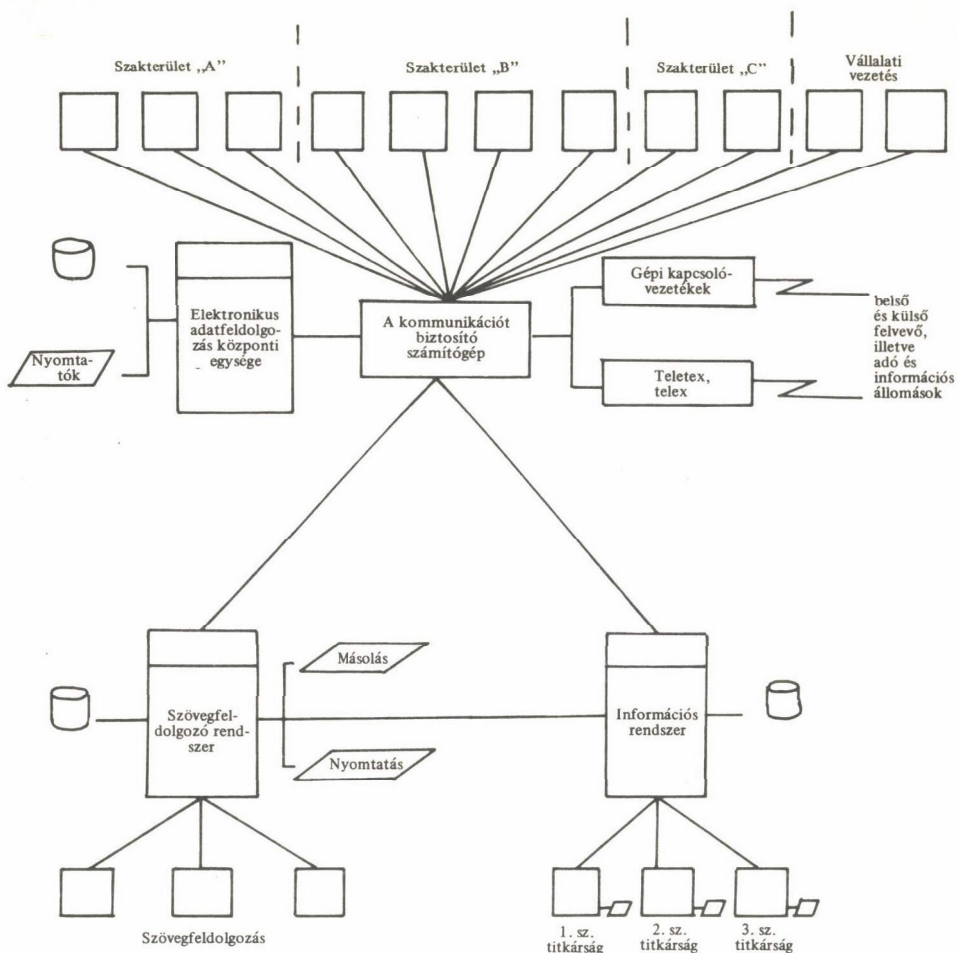 Szakterület „A”
Szakterület „B”
Szakterület „C”
Vállalati
vezetés
Nyomta-
tók
Elektronikus
adatfeldolgo-
zás központi
egysége
A kommunikációt
biztosító
számítógép
Gépi kapcsoló-
vezetékek
Teletex,
telex
belső
és külső
felvevő,
illetve
adó és
információs
állomások
Szövegfel-
dolgozó rend-
szer
Másolás
Nyomtatás
Információs
rendszer
Szövegfeldolgozás
1. sz.
titkárság
2. sz.
titkárság
3. sz.
titkárság